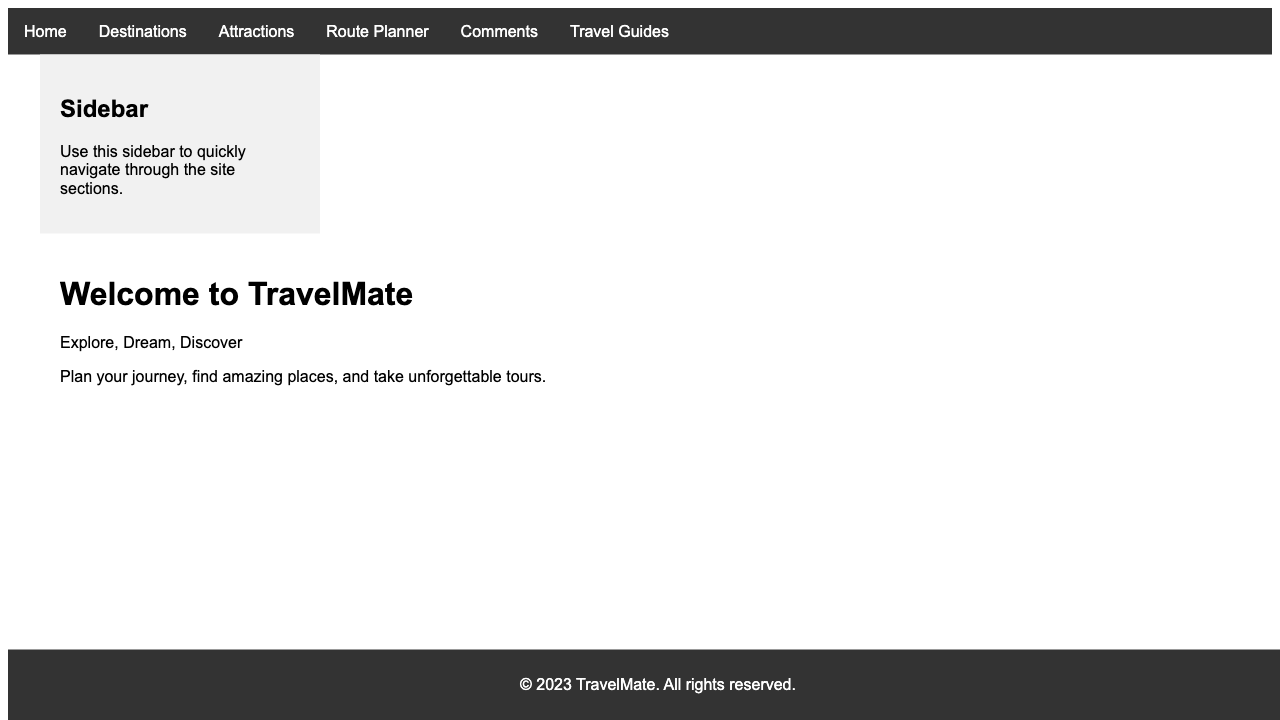 Home Destinations Attractions Route Planner Comments Travel Guides
Sidebar
Use this sidebar to quickly
navigate through the site
sections.
Welcome to TravelMate
Explore, Dream, Discover
Plan your journey, find amazing places, and take unforgettable tours.
© 2023 TravelMate. All rights reserved.